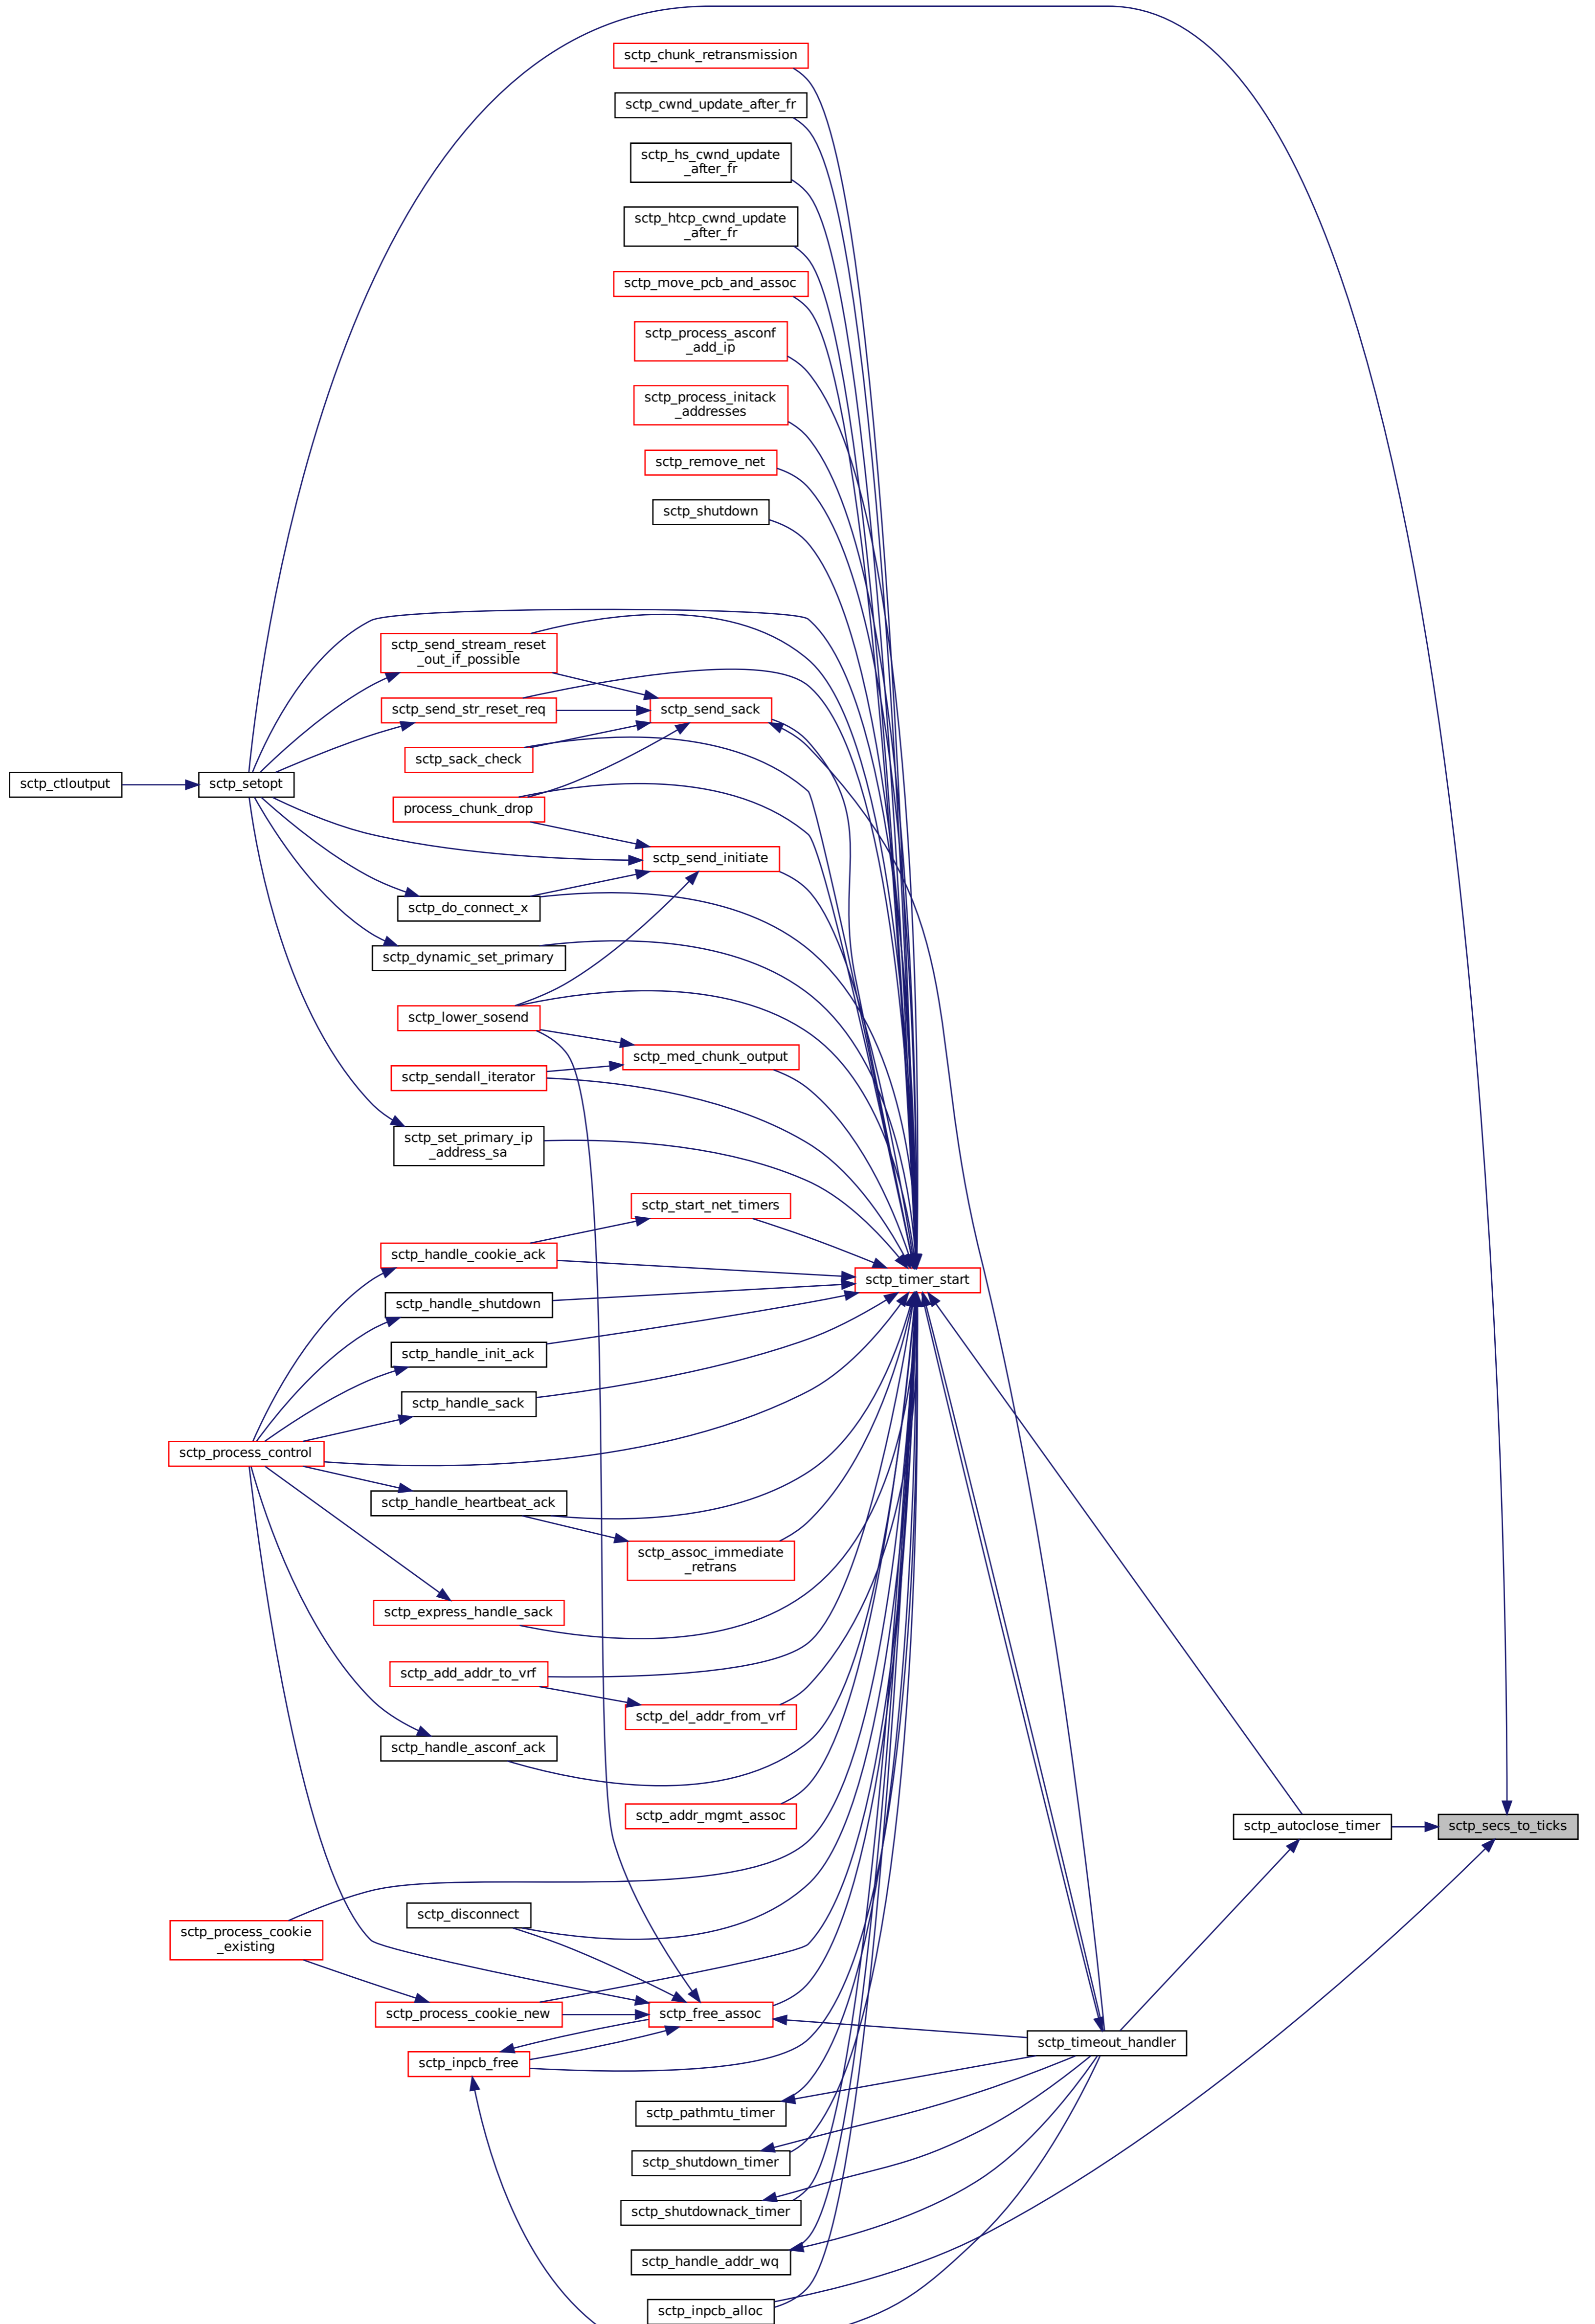 sctp_chunk_retransmission
sctp_cwnd_update_after_fr
sctp_hs_cwnd_update
_after_fr
sctp_htcp_cwnd_update
_after_fr
sctp_move_pcb_and_assoc
sctp_process_asconf
_add_ip
sctp_process_initack
_addresses
sctp_remove_net
sctp_shutdown
sctp_send_stream_reset
_out_if_possible
sctp_send_str_reset_req
sctp_send_sack
sctp_sack_check
sctp_ctloutput
sctp_setopt
process_chunk_drop
sctp_send_initiate
sctp_do_connect_x
sctp_dynamic_set_primary
sctp_lower_sosend
sctp_med_chunk_output
sctp_sendall_iterator
sctp_set_primary_ip
_address_sa
sctp_start_net_timers
sctp_handle_cookie_ack
sctp_timer_start
sctp_handle_shutdown
sctp_handle_init_ack
sctp_handle_sack
sctp_process_control
sctp_handle_heartbeat_ack
sctp_assoc_immediate
_retrans
sctp_express_handle_sack
sctp_add_addr_to_vrf
sctp_del_addr_from_vrf
sctp_handle_asconf_ack
sctp_addr_mgmt_assoc
sctp_autoclose_timer
sctp_secs_to_ticks
sctp_disconnect
sctp_process_cookie
_existing
sctp_process_cookie_new
sctp_free_assoc
sctp_timeout_handler
sctp_inpcb_free
sctp_pathmtu_timer
sctp_shutdown_timer
sctp_shutdownack_timer
sctp_handle_addr_wq
sctp_inpcb_alloc